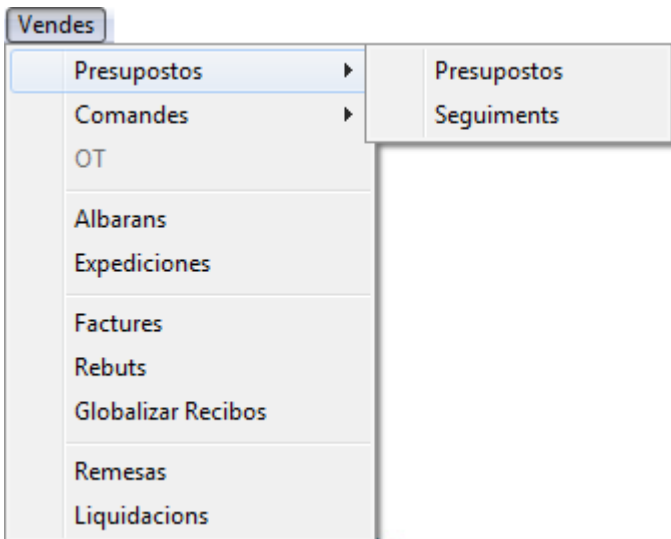 Vendes
Presupostos
Presupostos
Seguiments
Comandes
OT
Albarans
Expediciones
Factures
Rebuts
Globalizar Recibos
Remesas
Liquidacions